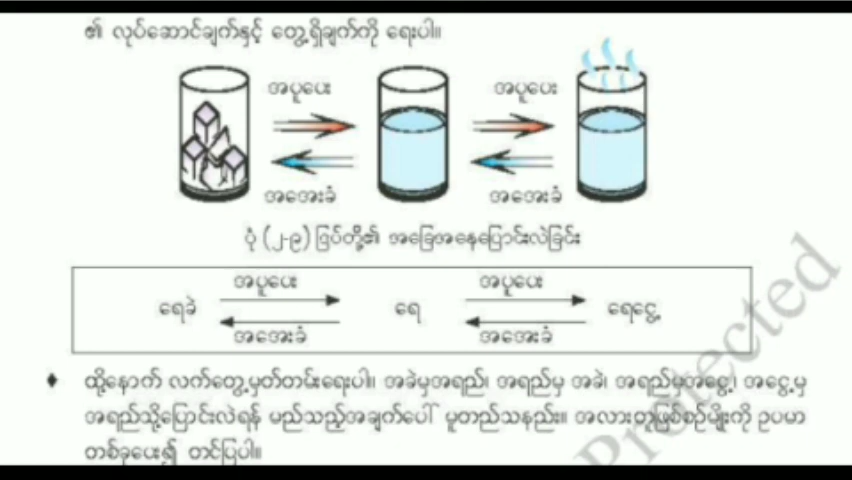 ၏ လုပ်ဆောင်ချက်နှင့် တွေ့ရှိချက်ကို ရေးပါ။
အပူပေး အပူပေး
အအေးခံ အအေးခံ
ပုံ (၂-၉) ဒြပ်တို့၏ အခြေအနေပြောင်းလဲခြင်း
အပူပေး အပူပေး
ရေခဲ ရေ ရေငွေ့
အအေးခံ အအေးခံ
♦ ထို့နောက် လက်တွေ့မှတ်တမ်းရေးပါ။ အခဲမှအရည်၊ အရည်မှ အခဲ၊ အရည်မှအငွေ့၊ အငွေ့မှ
အရည်သို့ပြောင်းလဲရန် မည်သည့်အချက်ပေါ် မူတည်သနည်း။ အလားတူဖြစ်စဉ်မျိုးကို ဥပမာ
တစ်ခုပေး၍ တင်ပြပါ။
Protected